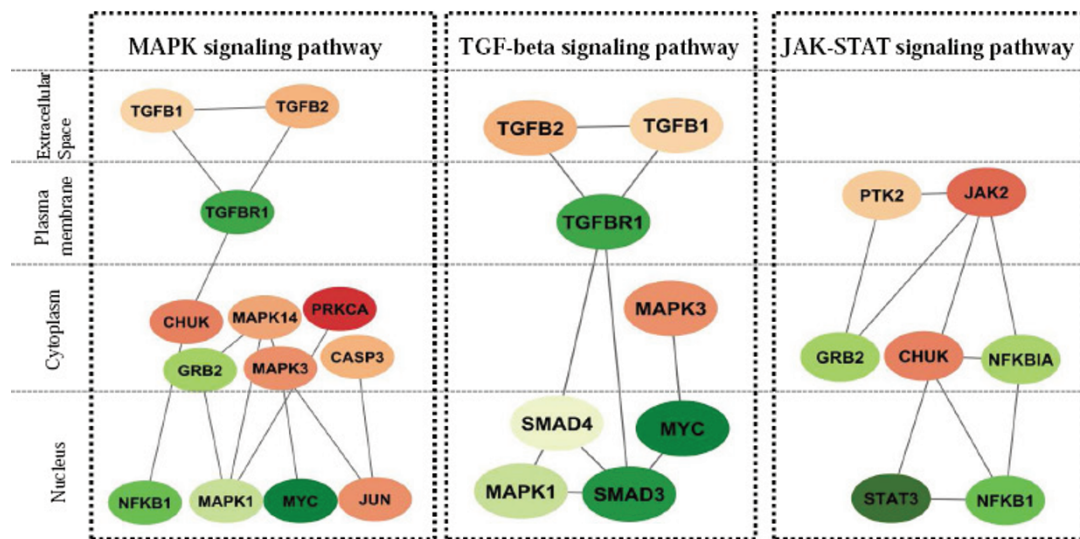 MAPK signaling pathway
TGF-beta signaling pathway
JAK-STAT signaling pathway
Extracellular
Space
Plasma
membrane
Cytoplasm
Nucleus
TGFB1
TGFB2
TGFBR1
CHUK
MAPK14
PRKCA
GRB2
MAPK3
CASP3
NFKB1
MAPK1
MYC
JUN
TGFB2
TGFB1
TGFBR1
MAPK3
SMAD4
MYC
MAPK1
SMAD3
PTK2
JAK2
GRB2
CHUK
NFKBIA
STAT3
NFKB1